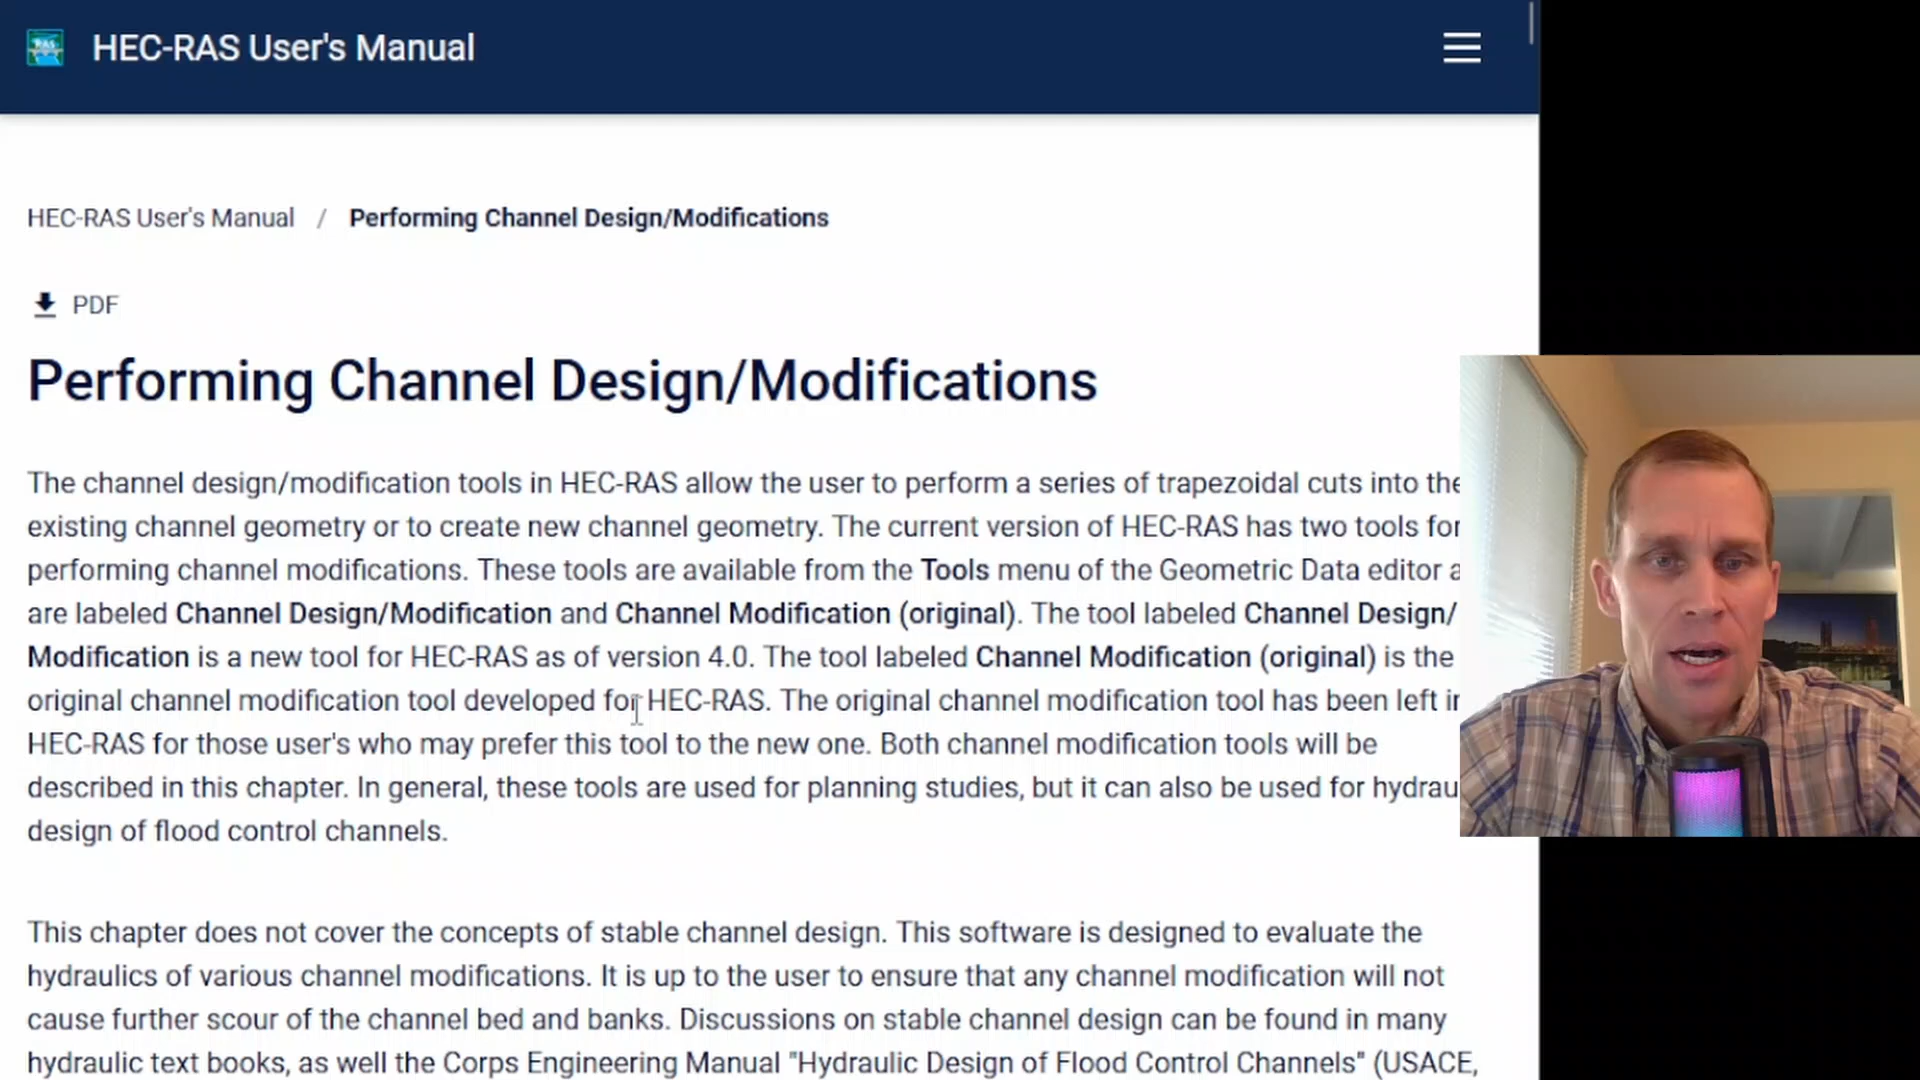 RAS
HEC-RAS User's Manual
HEC-RAS User's Manual / Performing Channel Design/Modifications
PDF
Performing Channel Design/Modifications
The channel design/modification tools in HEC-RAS allow the user to perform a series of trapezoidal cuts into the
existing channel geometry or to create new channel geometry. The current version of HEC-RAS has two tools for
performing channel modifications. These tools are available from the Tools menu of the Geometric Data editor a
are labeled Channel Design/Modification and Channel Modification (original). The tool labeled Channel Design/
Modification is a new tool for HEC-RAS as of version 4.0. The tool labeled Channel Modification (original) is the
original channel modification tool developed for HEC-RAS. The original channel modification tool has been left in
HEC-RAS for those user's who may prefer this tool to the new one. Both channel modification tools will be
described in this chapter. In general, these tools are used for planning studies, but it can also be used for hydrau
design of flood control channels.
This chapter does not cover the concepts of stable channel design. This software is designed to evaluate the
hydraulics of various channel modifications. It is up to the user to ensure that any channel modification will not
cause further scour of the channel bed and banks. Discussions on stable channel design can be found in many
hydraulic text books, as well the Corps Engineering Manual "Hydraulic Design of Flood Control Channels" (USACE,